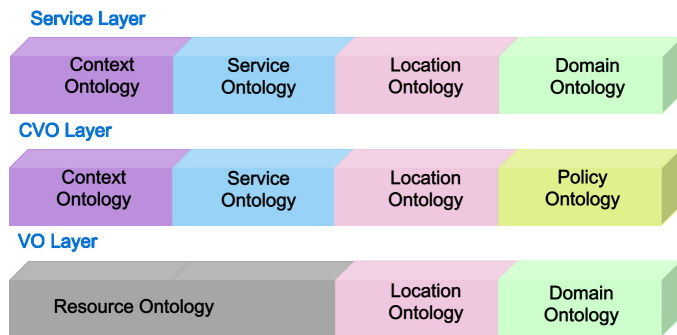 Service Layer
Context Ontology
Service Ontology
Location Ontology
Domain Ontology
CVO Layer
Context Ontology
Service Ontology
Location Ontology
Policy Ontology
VO Layer
Resource Ontology
Location Ontology
Domain Ontology